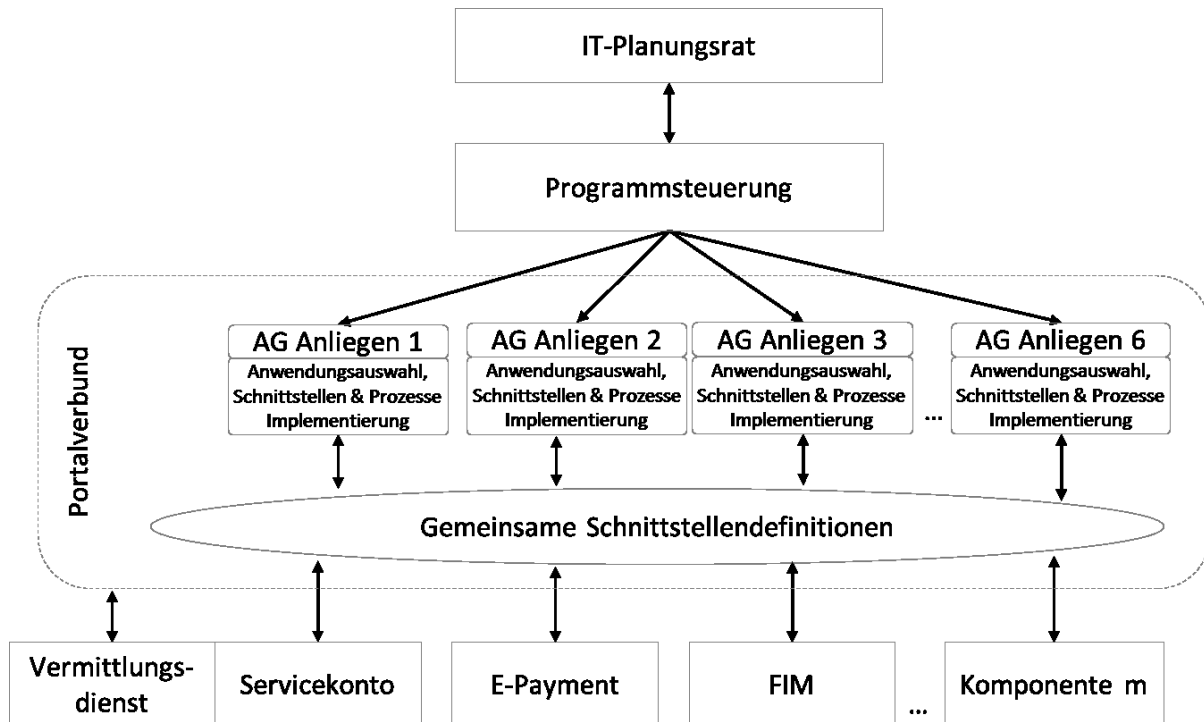 IT-Planungsrat
Programmsteuerung
Portalverbund
AG Anliegen 1
Anwendungsauswahl,
Schnittstellen & Prozesse
Implementierung
AG Anliegen 2
Anwendungsauswahl,
Schnittstellen & Prozesse
Implementierung
AG Anliegen 3
Anwendungsauswahl,
Schnittstellen & Prozesse
Implementierung
...
AG Anliegen 6
Anwendungsauswahl,
Schnittstellen & Prozesse
Implementierung
Gemeinsame Schnittstellendefinitionen
Vermittlungs-
dienst
Servicekonto
E-Payment
FIM
...
Komponente m